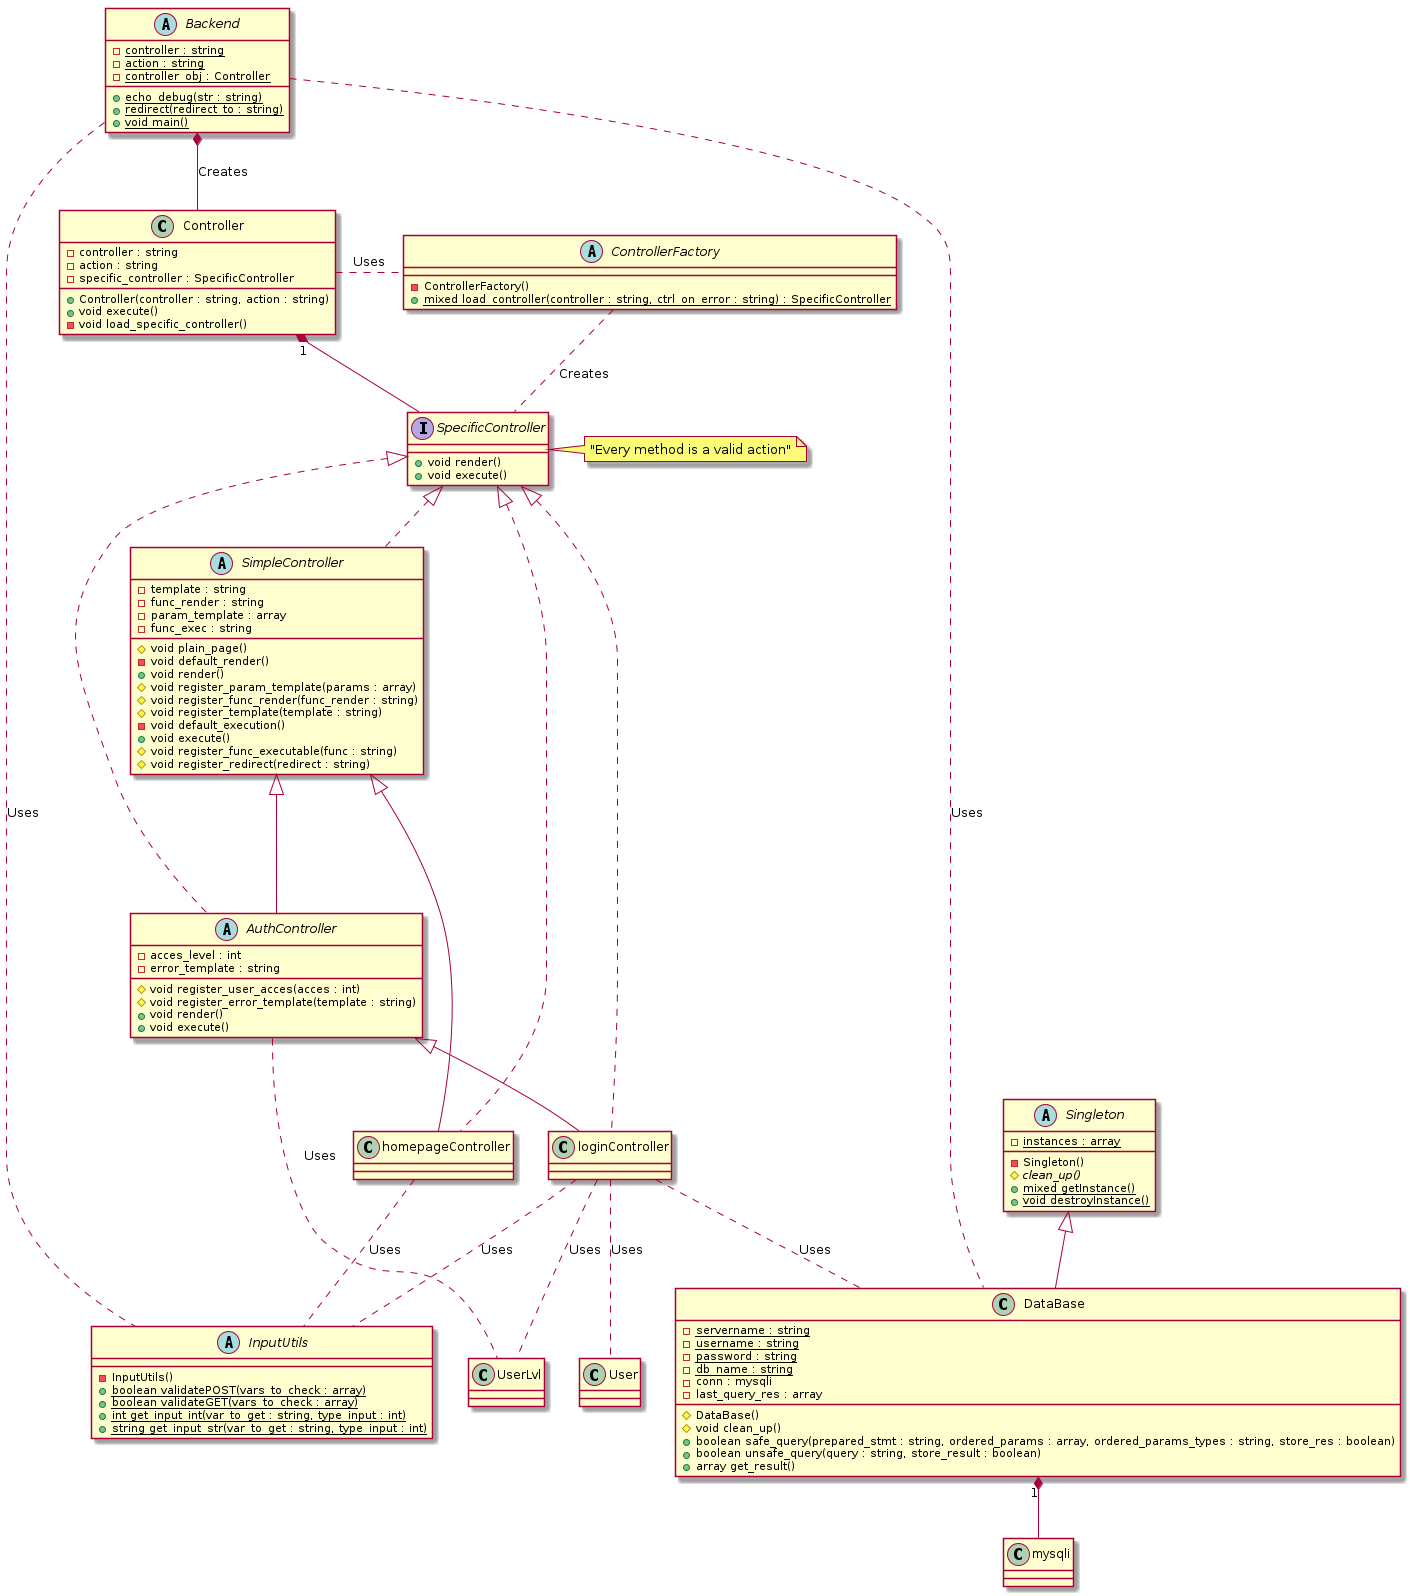 A Backend
controller : string
action : string
controller_obj : Controller
echo_debug(str : string)
redirect(redirect_to : string)
void main()
Creates
C Controller
controller : string
action : string
specific_controller : SpecificController
Controller(controller : string, action : string)
void execute()
void load_specific_controller()
Uses
A ControllerFactory
ControllerFactory()
mixed load_controller(controller : string, ctrl_on_error : string) : SpecificController
1
Creates
I SpecificController
void render()
void execute()
"Every method is a valid action"
A SimpleController
template : string
func_render : string
param_template : array
func_exec : string
void plain_page()
void default_render()
void render()
void register_param_template(params : array)
void register_func_render(func_render : string)
void register_template(template : string)
void default_execution()
void execute()
void register_func_executable(func : string)
void register_redirect(redirect : string)
Uses
Uses
A AuthController
acces_level : int
error_template : string
void register_user_acces(acces : int)
void register_error_template(template : string)
void render()
void execute()
Uses
C homepageController
C loginController
A Singleton
instances : array
Singleton()
clean_up()
mixed getInstance()
void destroyInstance()
Uses
Uses
Uses
Uses
Uses
A InputUtils
InputUtils()
boolean validatePOST(vars_to_check : array)
boolean validateGET(vars_to_check : array)
int get_input_int(var_to_get : string, type_input : int)
string get_input_str(var_to_get : string, type_input : int)
C UserLvl
C User
C DataBase
servername : string
username : string
password : string
db_name : string
conn : mysqli
last_query_res : array
DataBase()
void clean_up()
boolean safe_query(prepared_stmt : string, ordered_params : array, ordered_params_types : string, store_res : boolean)
boolean unsafe_query(query : string, store_result : boolean)
array get_result()
1
C mysqli